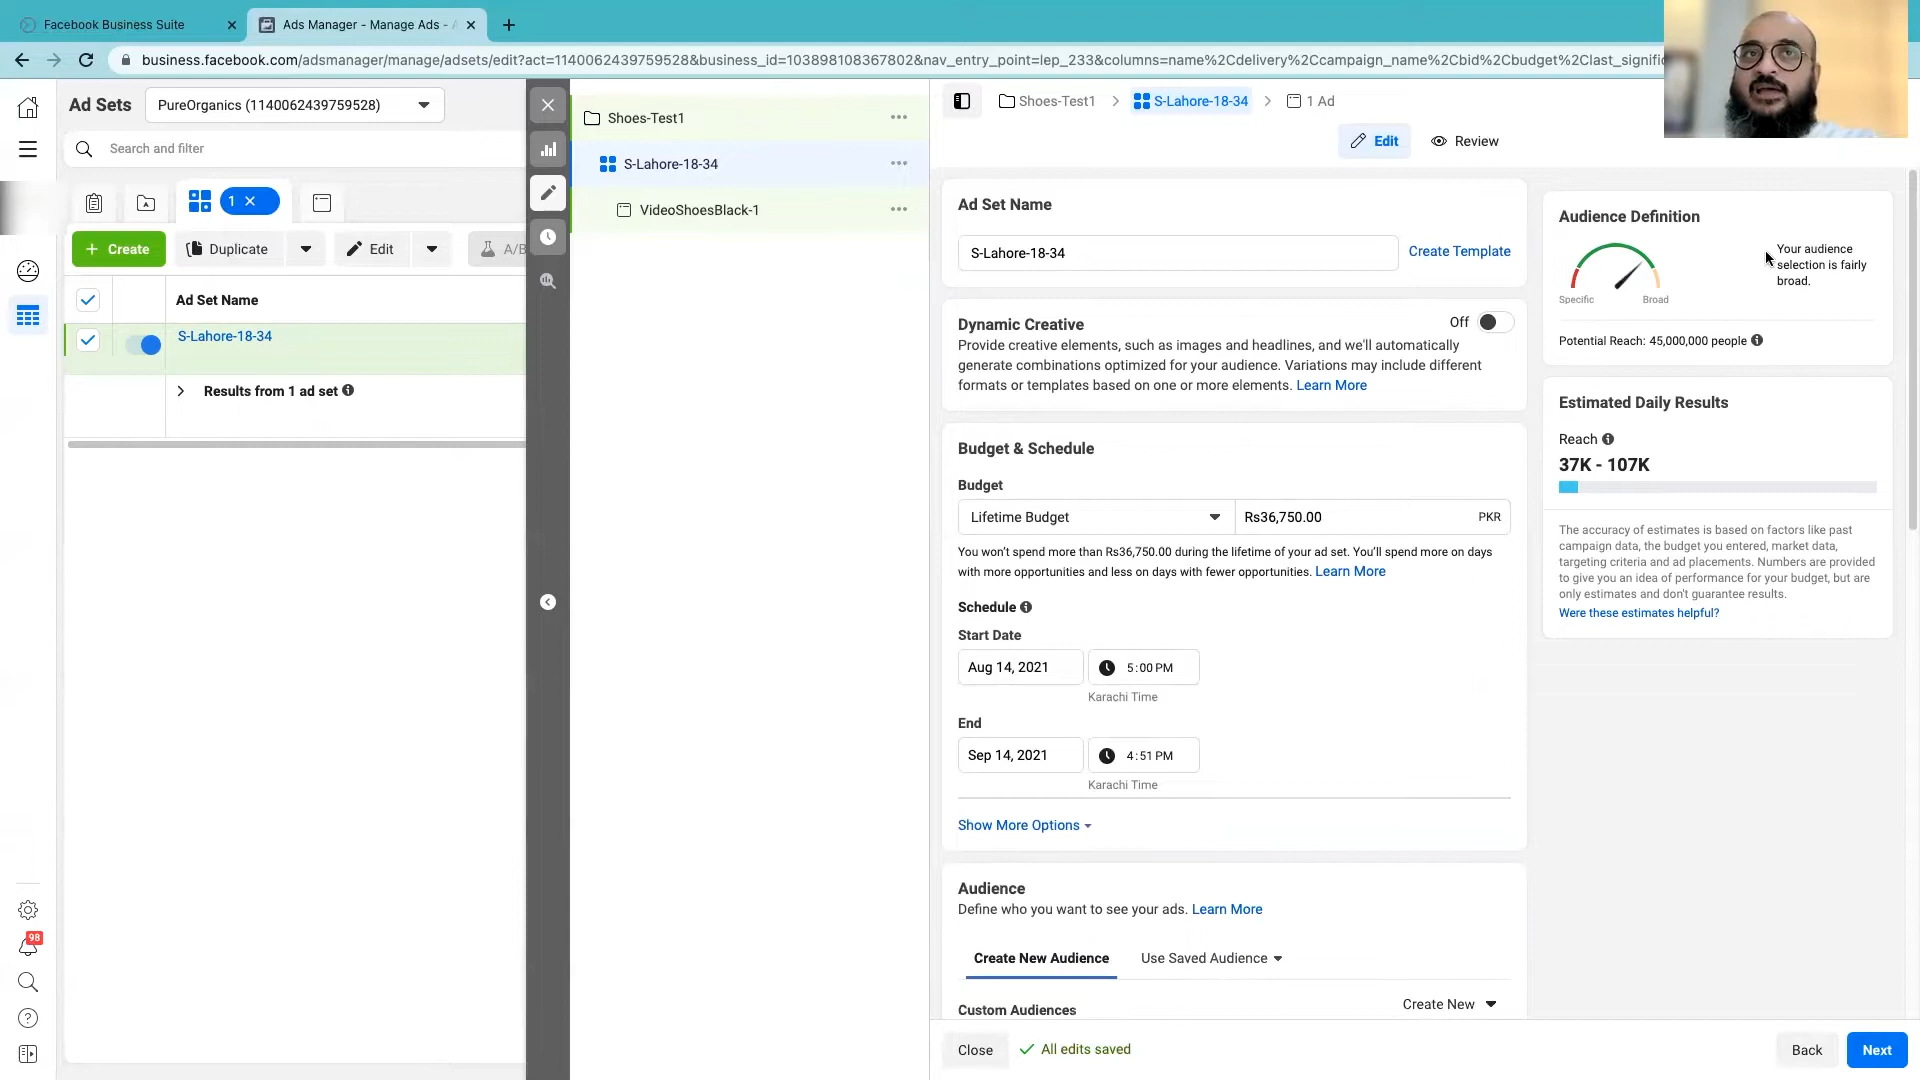 Facebook Business Suite
Ads Manager - Manage Ads -
business.facebook.com/adsmanager/manage/adsets/edit?act=1140062439759528&business_id=103898108367802&nav_entry_point=lep_233&columns=name%2Cdelivery%2Ccampaign_name%2Cbid%2Cbudget%2Clast_signifi
Ad Sets
PureOrganics (1140062439759528)
Search and filter
1
Create
Duplicate
Edit
A/B
Ad Set Name
S-Lahore-18-34
Results from 1 ad set
98
Shoes-Test1
S-Lahore-18-34
VideoShoesBlack-1
Shoes-Test1
S-Lahore-18-34
1 Ad
Edit
Review
Ad Set Name
S-Lahore-18-34
Create Template
Dynamic Creative
Off
Provide creative elements, such as images and headlines, and we'll automatically
generate combinations optimized for your audience. Variations may include different
formats or templates based on one or more elements. Learn More
Budget & Schedule
Budget
Lifetime Budget
Rs36,750.00
PKR
You won't spend more than Rs36,750.00 during the lifetime of your ad set. You'll spend more on days
with more opportunities and less on days with fewer opportunities. Learn More
Schedule
Start Date
Aug 14, 2021
5:00 PM
Karachi Time
End
Sep 14, 2021
4:51 PM
Karachi Time
Show More Options
Audience
Define who you want to see your ads. Learn More
Create New Audience
Use Saved Audience
Custom Audiences
Create New
Close
All edits saved
Back
Next
Audience Definition
Your audience
selection is fairly
broad.
Specific
Broad
Potential Reach: 45,000,000 people
Estimated Daily Results
Reach
37K - 107K
The accuracy of estimates is based on factors like past
campaign data, the budget you entered, market data,
targeting criteria and ad placements. Numbers are provided
to give you an idea of performance for your budget, but are
only estimates and don't guarantee results.
Were these estimates helpful?